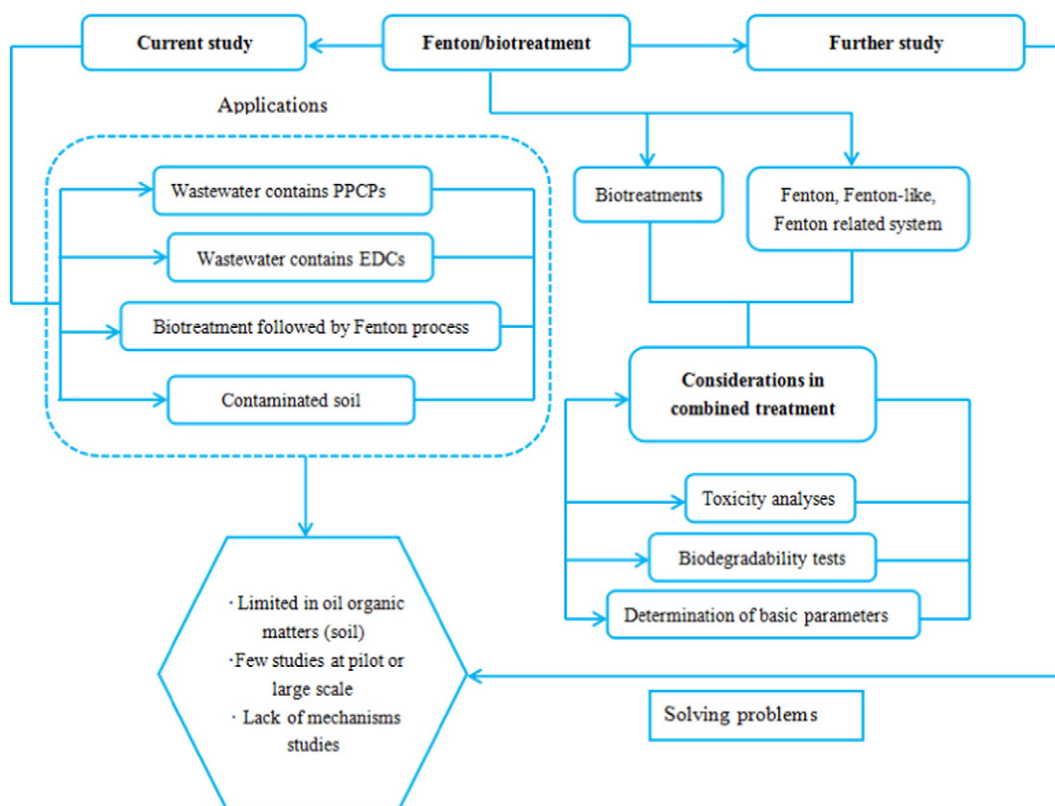 Current study
Fenton/biotreatment
Further study
Applications
Wastewater contains PPCPs
Wastewater contains EDCs
Biotreatment followed by Fenton process
Contaminated soil
Biotreatments
Fenton, Fenton-like,
Fenton related system
Considerations in
combined treatment
Toxicity analyses
Biodegradability tests
Determination of basic parameters
· Limited in oil organic
matters (soil)
· Few studies at pilot or
large scale
· Lack of mechanisms
studies
Solving problems